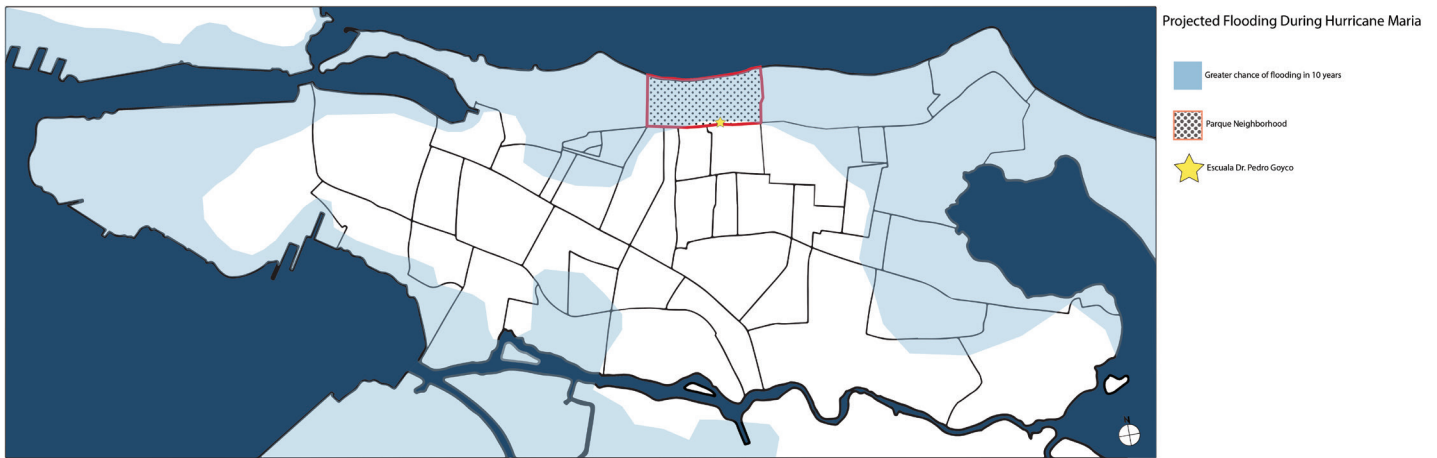 Projected Flooding During Hurricane Maria
Greater chance of flooding in 10 years
Parque Neighborhood
Escuala Dr. Pedro Goyco
N